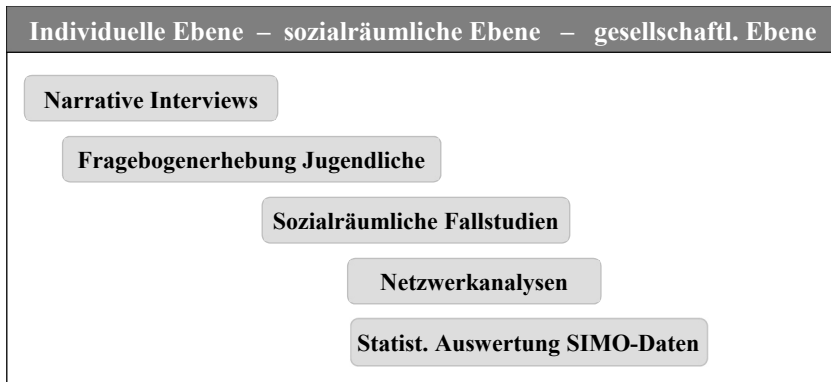 Individuelle Ebene – sozialräumliche Ebene – gesellschaftl. Ebene
Narrative Interviews
Fragebogenerhebung Jugendliche
Sozialräumliche Fallstudien
Netzwerkanalysen
Statist. Auswertung SIMO-Daten